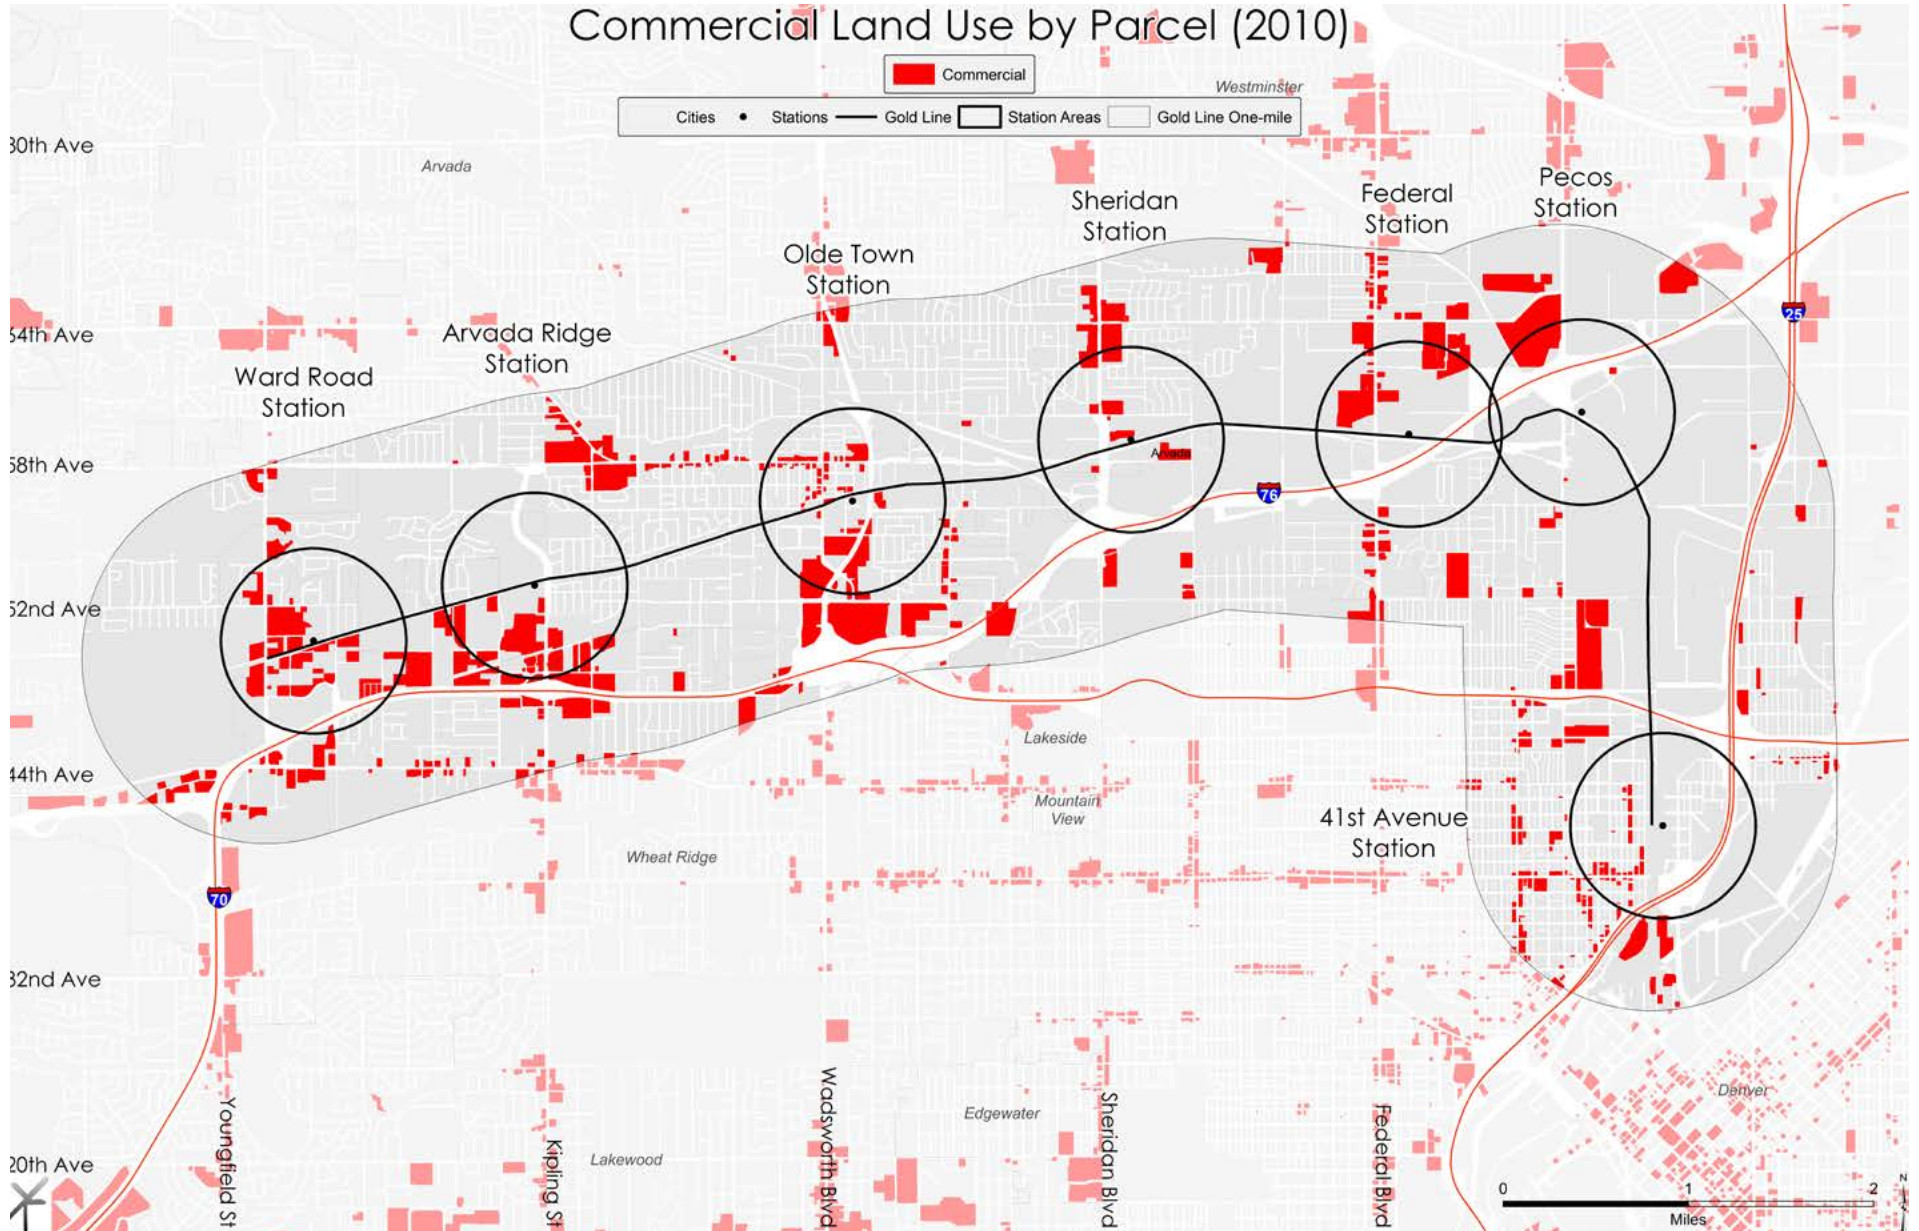 Commercial Land Use by Parcel (2010)
Commercial
Cities
Stations
Gold Line
Station Areas
Gold Line One-mile
Westminster
80th Ave
Arvada
Pecos
Station
Federal
Station
Sheridan
Station
Olde Town
Station
25
64th Ave
Arvada Ridge
Station
Ward Road
Station
Arvada
58th Ave
76
52nd Ave
Lakeside
44th Ave
Mountain
View
41st Avenue
Station
Wheat Ridge
70
32nd Ave
Denver
Edgewater
Lakewood
20th Ave
Youngfield St
Kipling St
Wadsworth Blvd
Sheridan Blvd
Federal Blvd
0 1 2
Miles
N